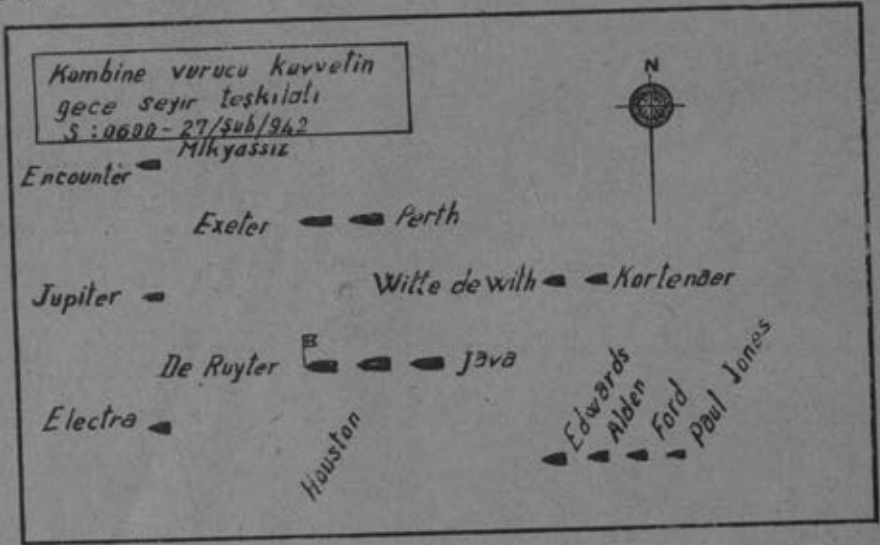 Kombine vurucu kuvvetin
gece seyir teşkilatı
S:0600-27/Şub/942
Mikyassız
N
Encounter
Exeter
Perth
Jupiter
Witte de with
Kortenaer
De Ruyter
Java
Electra
Houston
Edwards
Alden
Ford
Paul Jones